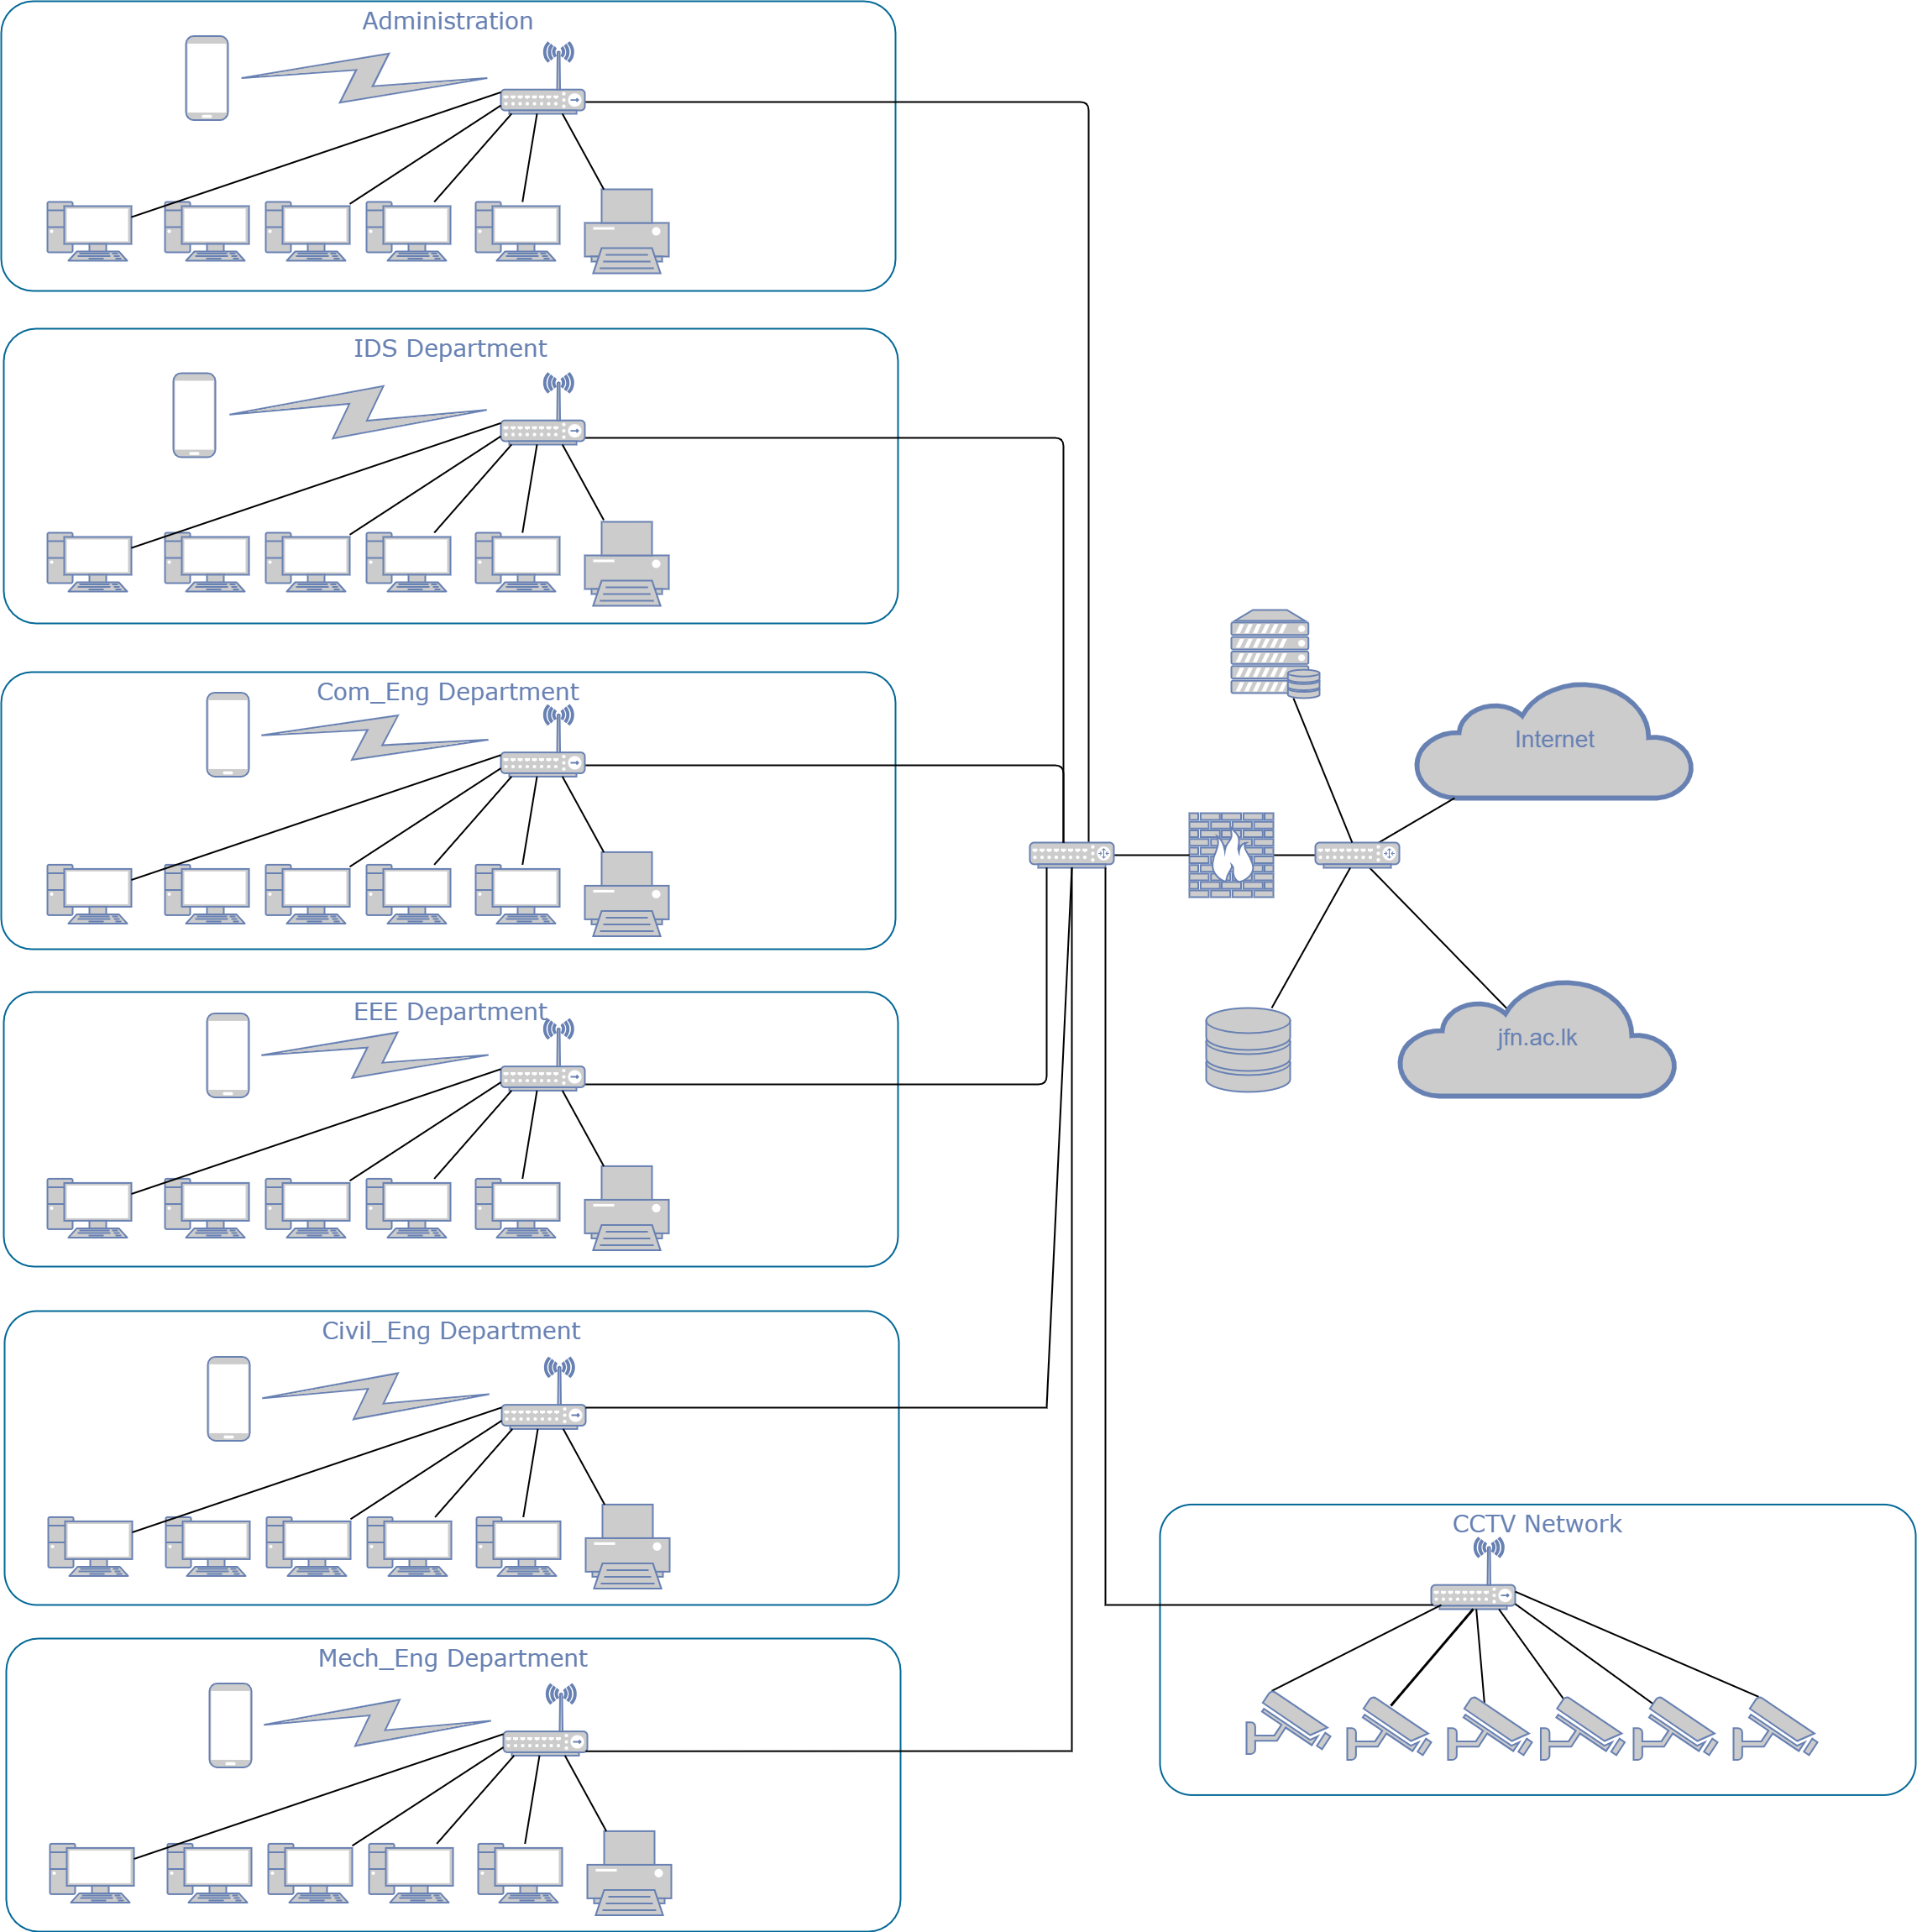 Administration
IDS Department
Com_Eng Department
Internet
EEE Department
jfn.ac.lk
Civil_Eng Department
CCTV Network
Mech_Eng Department